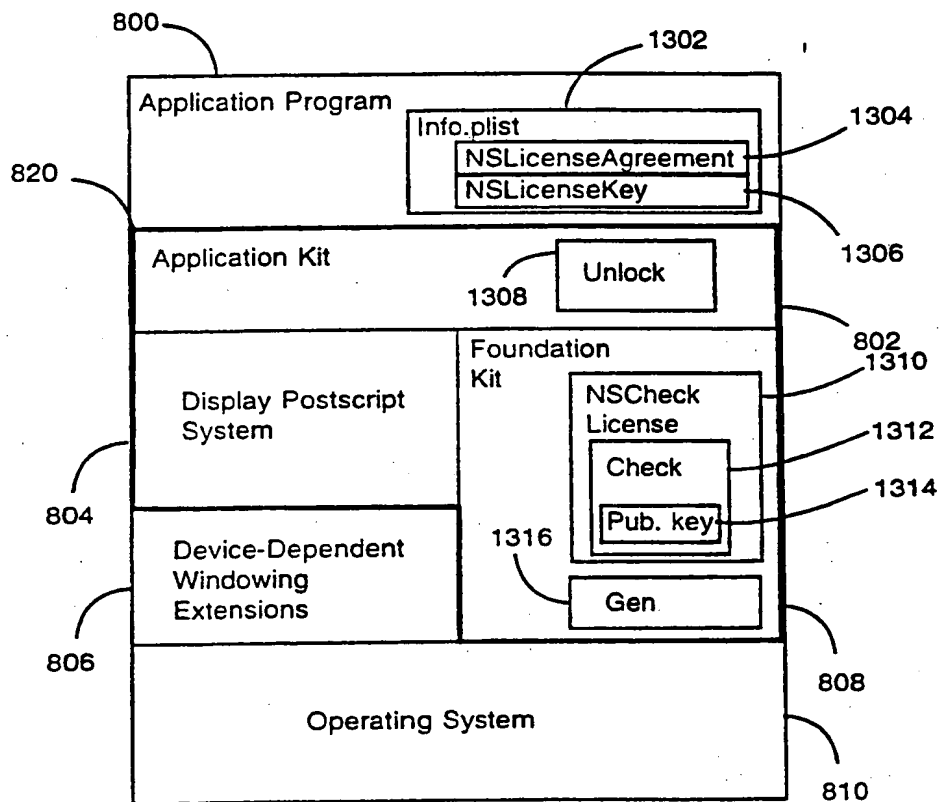 800
1302
Application Program
Info.plist
1304
NSLicenseAgreement
820
NSLicenseKey
Application Kit
1306
1308
Unlock
802
Foundation
Kit
1310
Display Postscript
System
NSCheck
License
1312
Check
1314
804
Pub. key
1316
Device-Dependent
Windowing
Extensions
Gen
806
808
Operating System
810